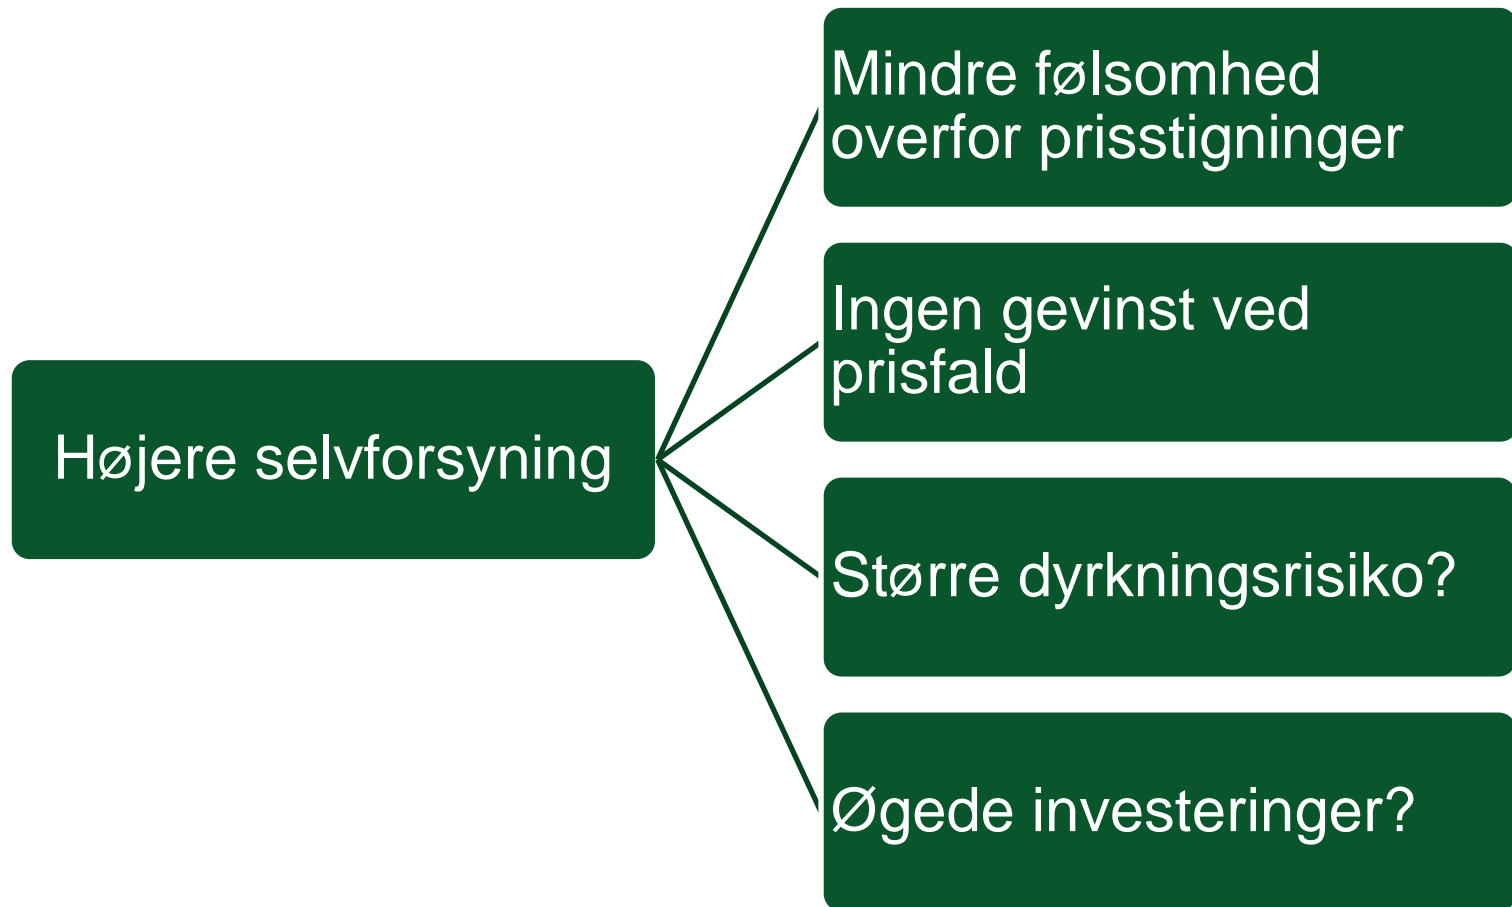 Mindre følsomhed
overfor prisstigninger
Ingen gevinst ved
prisfald
Højere selvforsyning
Større dyrkningsrisiko?
Øgede investeringer?